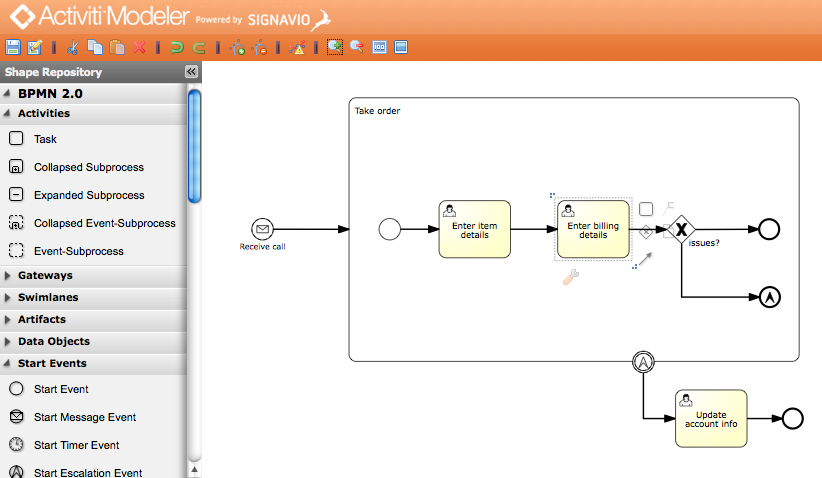 Activiti Modeler Powered by SIGNAVIO
Shape Repository
BPMN 2.0
Activities
Task
Collapsed Subprocess
Expanded Subprocess
Collapsed Event-Subprocess
Event-Subprocess
Gateways
Swimlanes
Artifacts
Data Objects
Start Events
Start Event
Start Message Event
Start Timer Event
Start Escalation Event
Take order
Receive call
Enter item
details
Enter billing
details
X
issues?
Update
account info